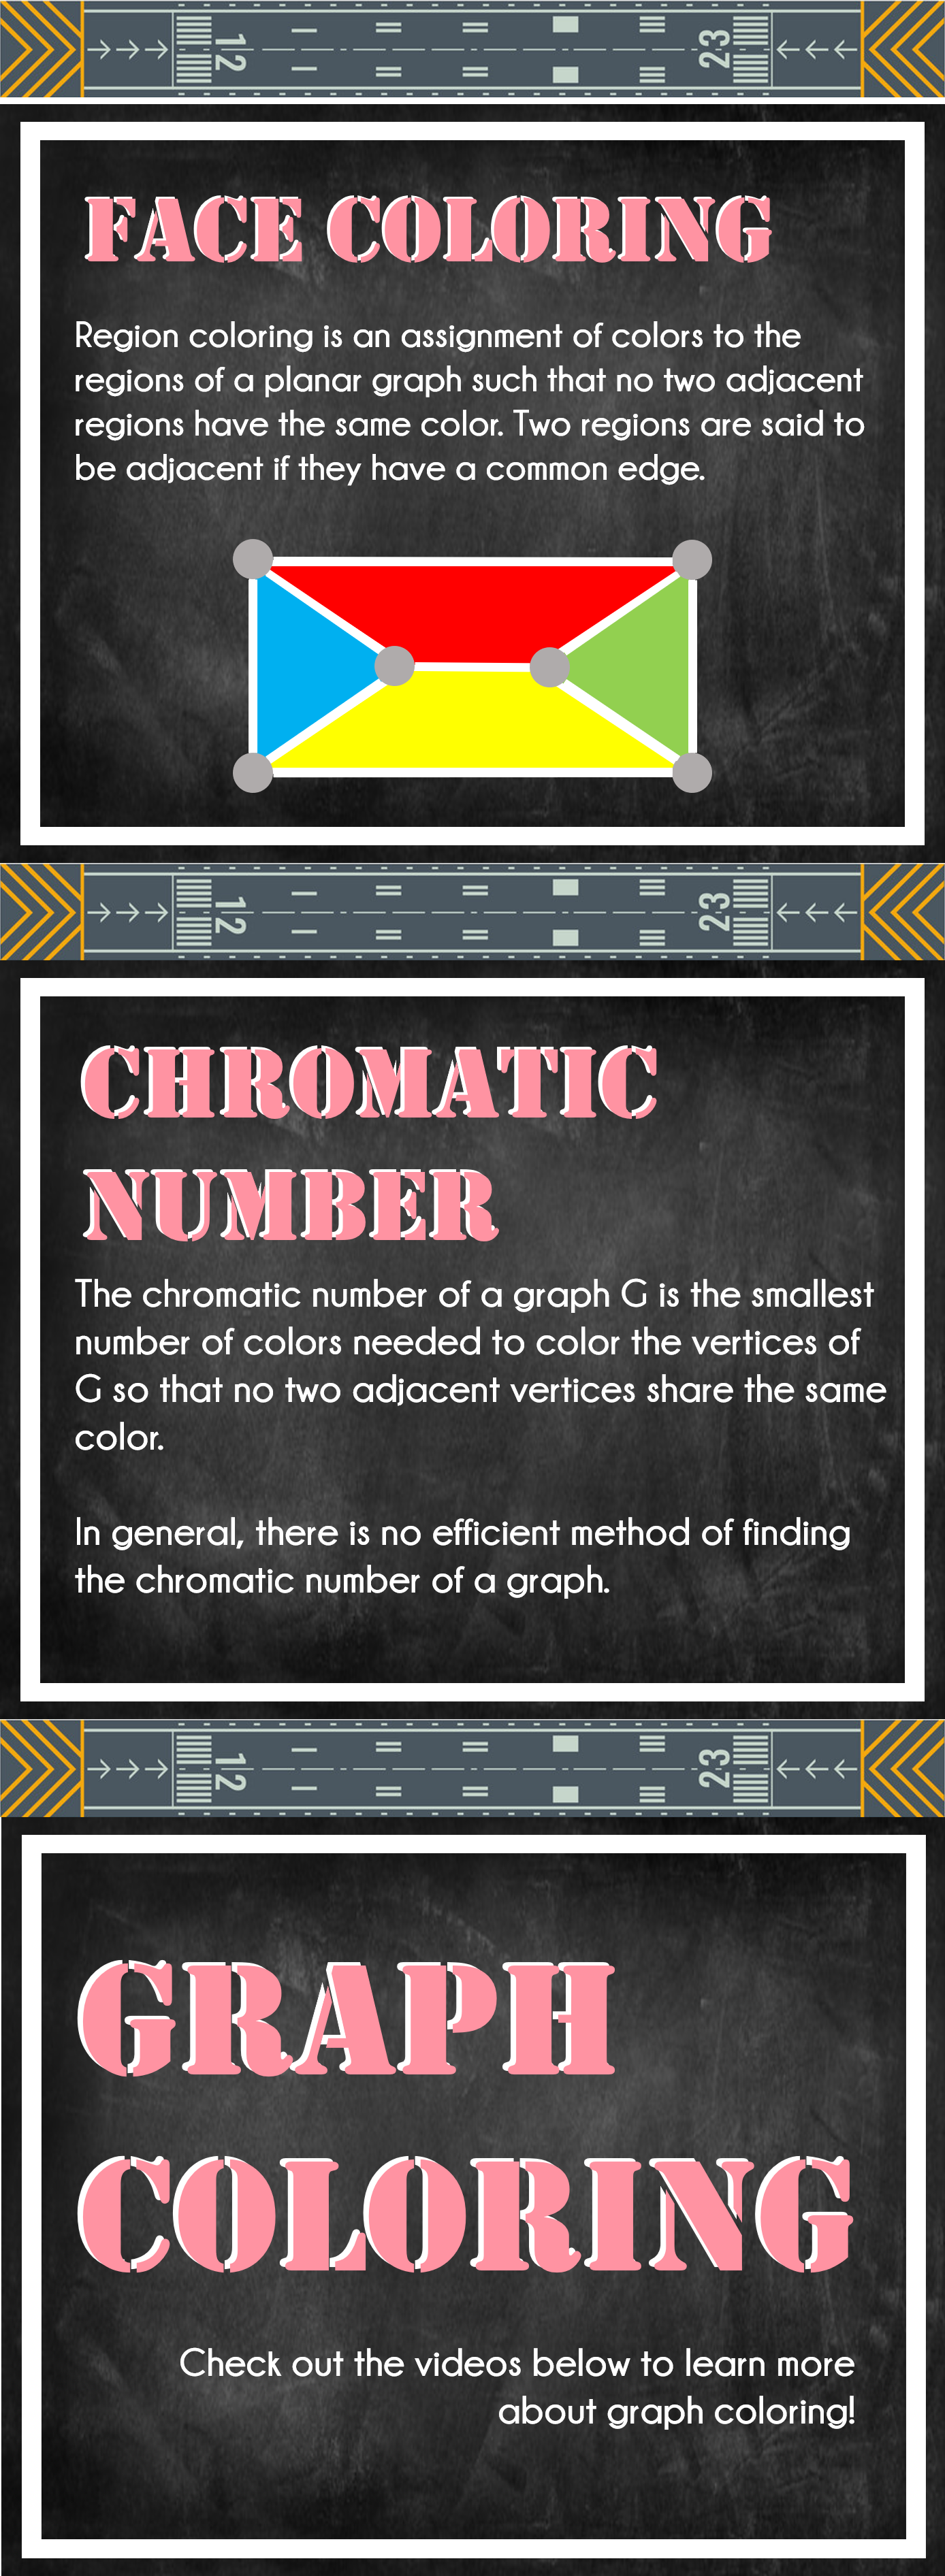 12 23
FACE COLORING
Region coloring is an assignment of colors to the
regions of a planar graph such that no two adjacent
regions have the same color. Two regions are said to
be adjacent if they have a common edge.
12 23
CHROMATIC
NUMBER
The chromatic number of a graph G is the smallest
number of colors needed to color the vertices of
G so that no two adjacent vertices share the same
color.
In general, there is no efficient method of finding
the chromatic number of a graph.
12 23
GRAPH
COLORING
Check out the videos below to learn more
about graph coloring!